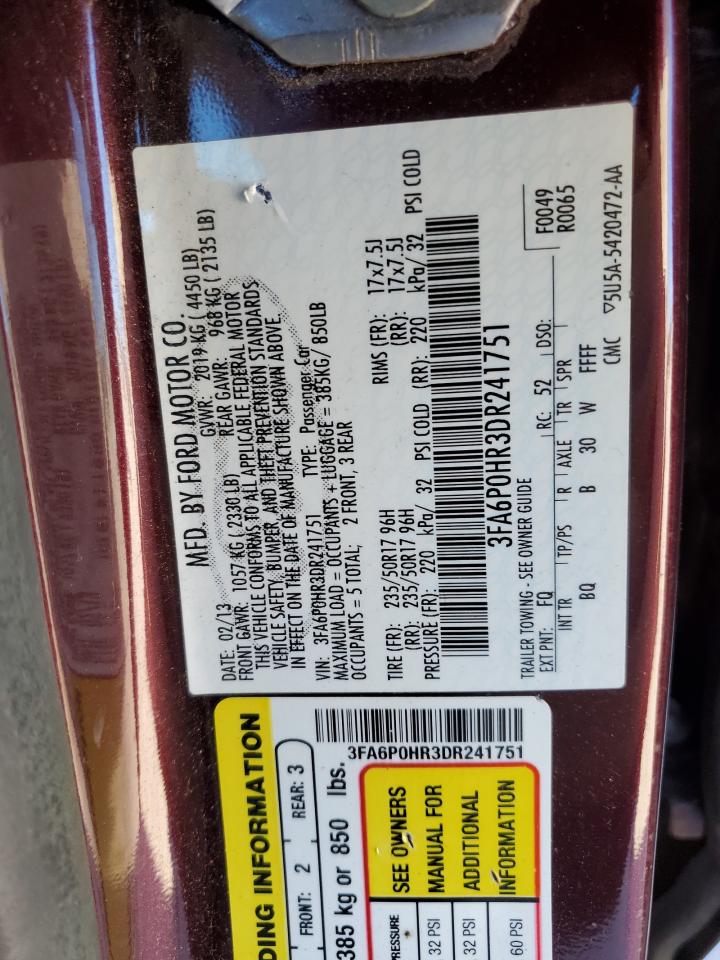 MFD. BY FORD MOTOR CO.
DATE: 02/13 GVWR: 2019 KG ( 4450 LB)
FRONT GAWR: 1057 KG ( 2330 LB) REAR GAWR: 968 KG ( 2135 LB)
THIS VEHICLE CONFORMS TO ALL APPLICABLE FEDERAL MOTOR
VEHICLE SAFETY, BUMPER, AND THEFT PREVENTION STANDARDS
IN EFFECT ON THE DATE OF MANUFACTURE SHOWN ABOVE.
VIN: 3FA6P0HR3DR241751 TYPE: Passenger Car
MAXIMUM LOAD = OCCUPANTS + LUGGAGE = 385KG/ 850LB
OCCUPANTS = 5 TOTAL; 2 FRONT, 3 REAR
TIRE (FR): 235/50R17 96H RIMS (FR): 17x7.5J
(RR): 235/50R17 96H (RR): 17x7.5J
PRESSURE (FR): 220 kPa/ 32 PSI COLD (RR): 220 kPa/ 32 PSI COLD
3FA6P0HR3DR241751
TRAILER TOWING - SEE OWNER GUIDE F0049
EXT PNT: FQ RC: 52 DSO: R0065
INT TR TP/PS R AXLE TR SPR
BQ B 30 W FFFF
CMC ▽5U5A-5420472-AA
DING INFORMATION
FRONT: 2 REAR: 3
3FA6P0HR3DR241751
385 kg or 850 lbs.
PRESSURE SEE OWNERS
32 PSI MANUAL FOR
32 PSI ADDITIONAL
60 PSI INFORMATION